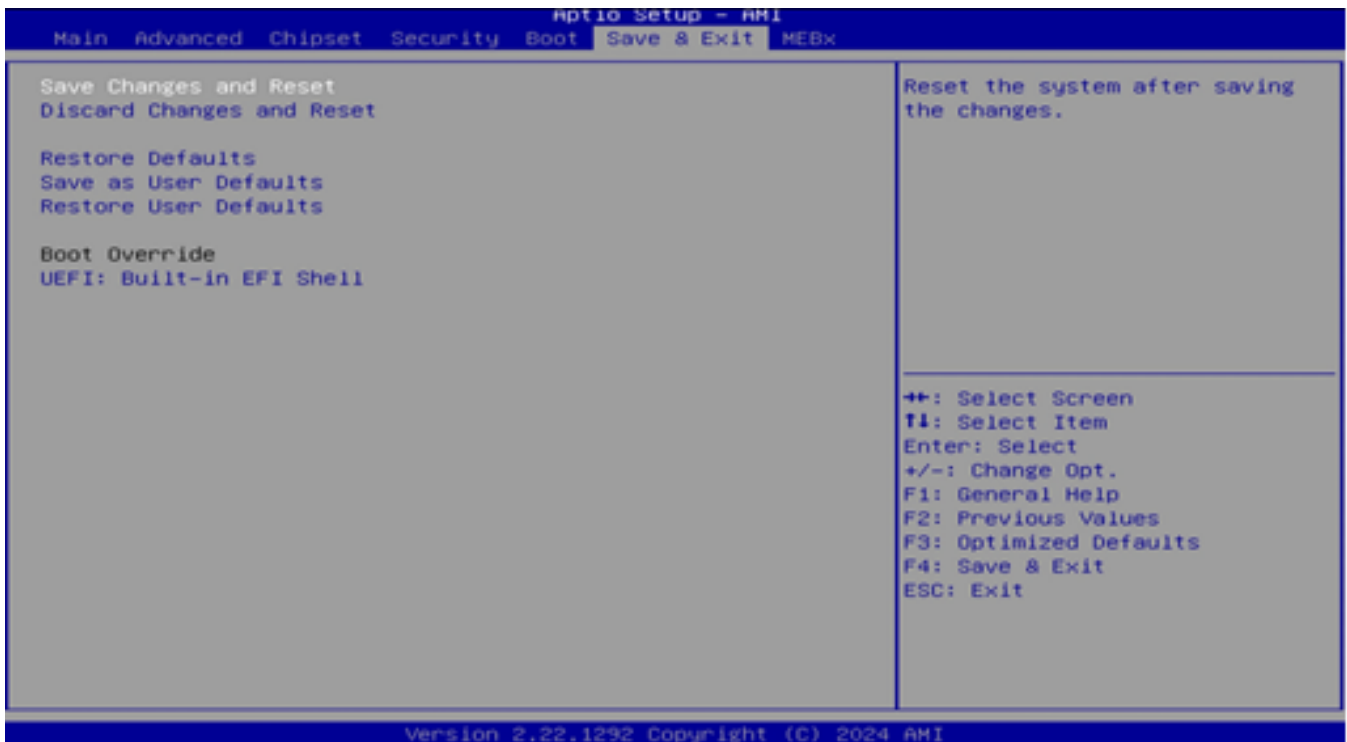 Aptio Setup – AMI
Main Advanced Chipset Security Boot Save & Exit MEBx
Save Changes and Reset
Discard Changes and Reset
Restore Defaults
Save as User Defaults
Restore User Defaults
Boot Override
UEFI: Built-in EFI Shell
Reset the system after saving
the changes.
→←: Select Screen
↑↓: Select Item
Enter: Select
+/-: Change Opt.
F1: General Help
F2: Previous Values
F3: Optimized Defaults
F4: Save & Exit
ESC: Exit
Version 2.22.1292 Copyright (C) 2024 AMI